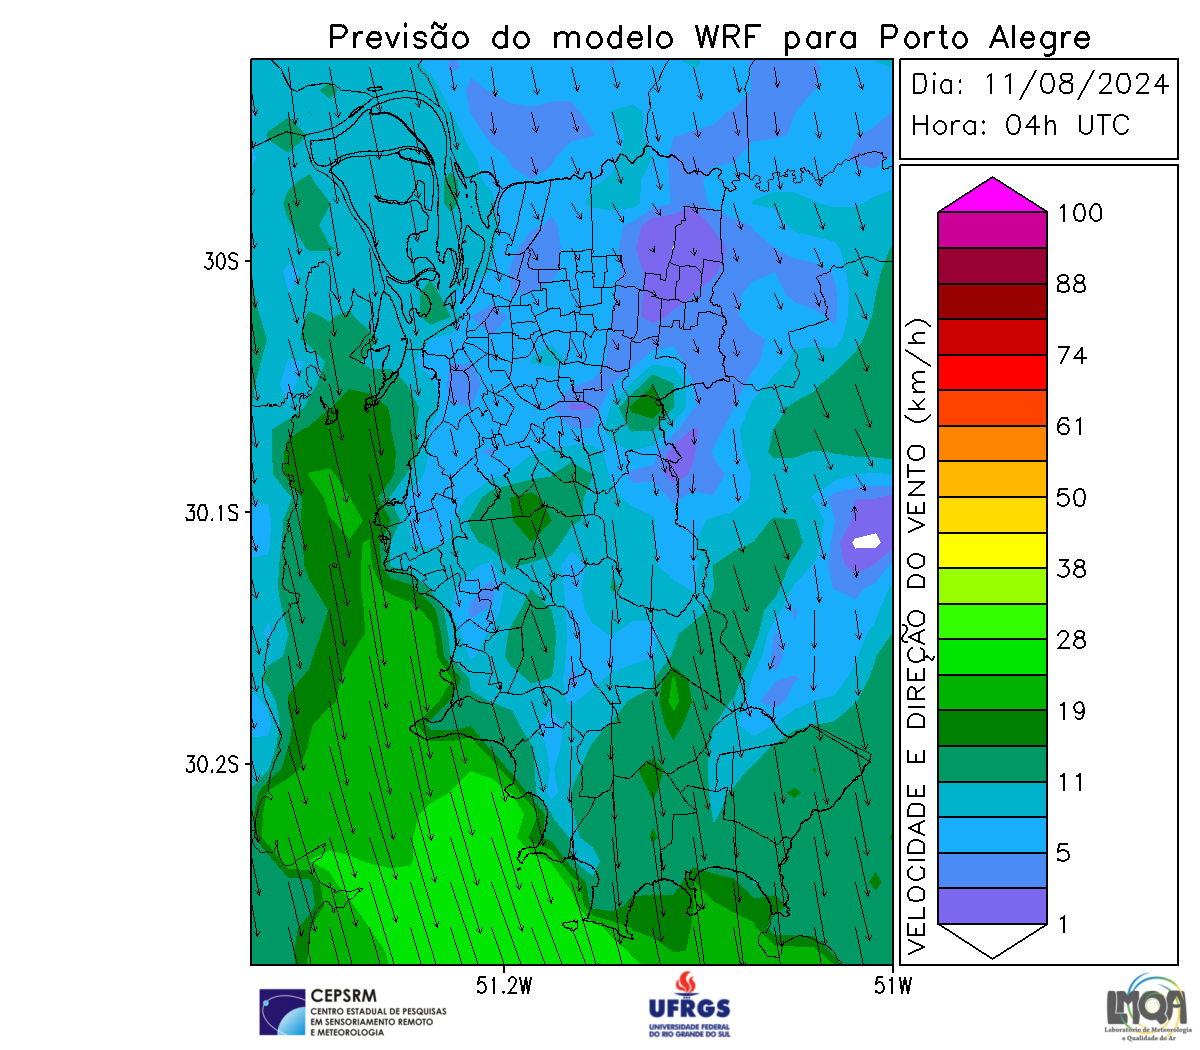 Previsão do modelo WRF para Porto Alegre
Dia: 11/08/2024
Hora: 04h UTC
30S
30.1S
30.2S
51.2W
51W
VELOCIDADE E DIREÇÃO DO VENTO (km/h)
100
88
74
61
50
38
28
19
11
5
1
CEPSRM
CENTRO ESTADUAL DE PESQUISAS
EM SENSORIAMENTO REMOTO
E METEOROLOGIA
UFRGS
UNIVERSIDADE FEDERAL
DO RIO GRANDE DO SUL
LMQA
Laboratório de Meteorologia
e Qualidade do Ar